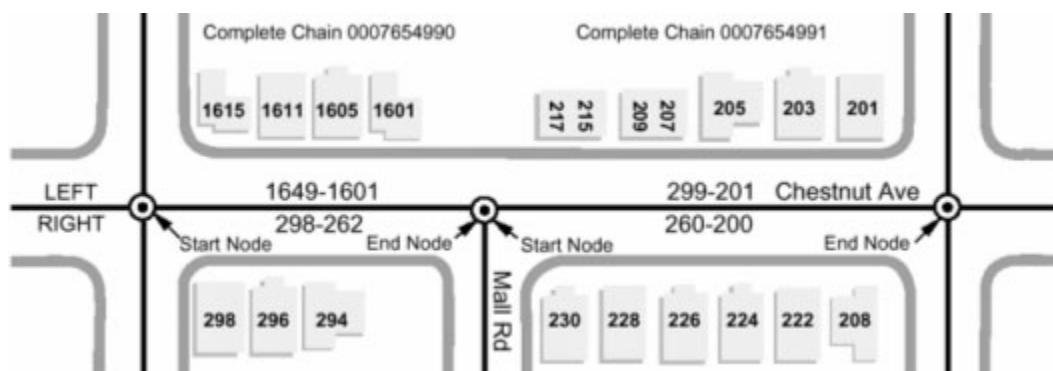 Complete Chain 0007654990
Complete Chain 0007654991
1615
1611
1605
1601
217
215
209
207
205
203
201
LEFT
1649-1601
299-201
Chestnut Ave
RIGHT
298-262
260-200
Start Node
End Node
Start Node
End Node
Mall Rd
298
296
294
230
228
226
224
222
208